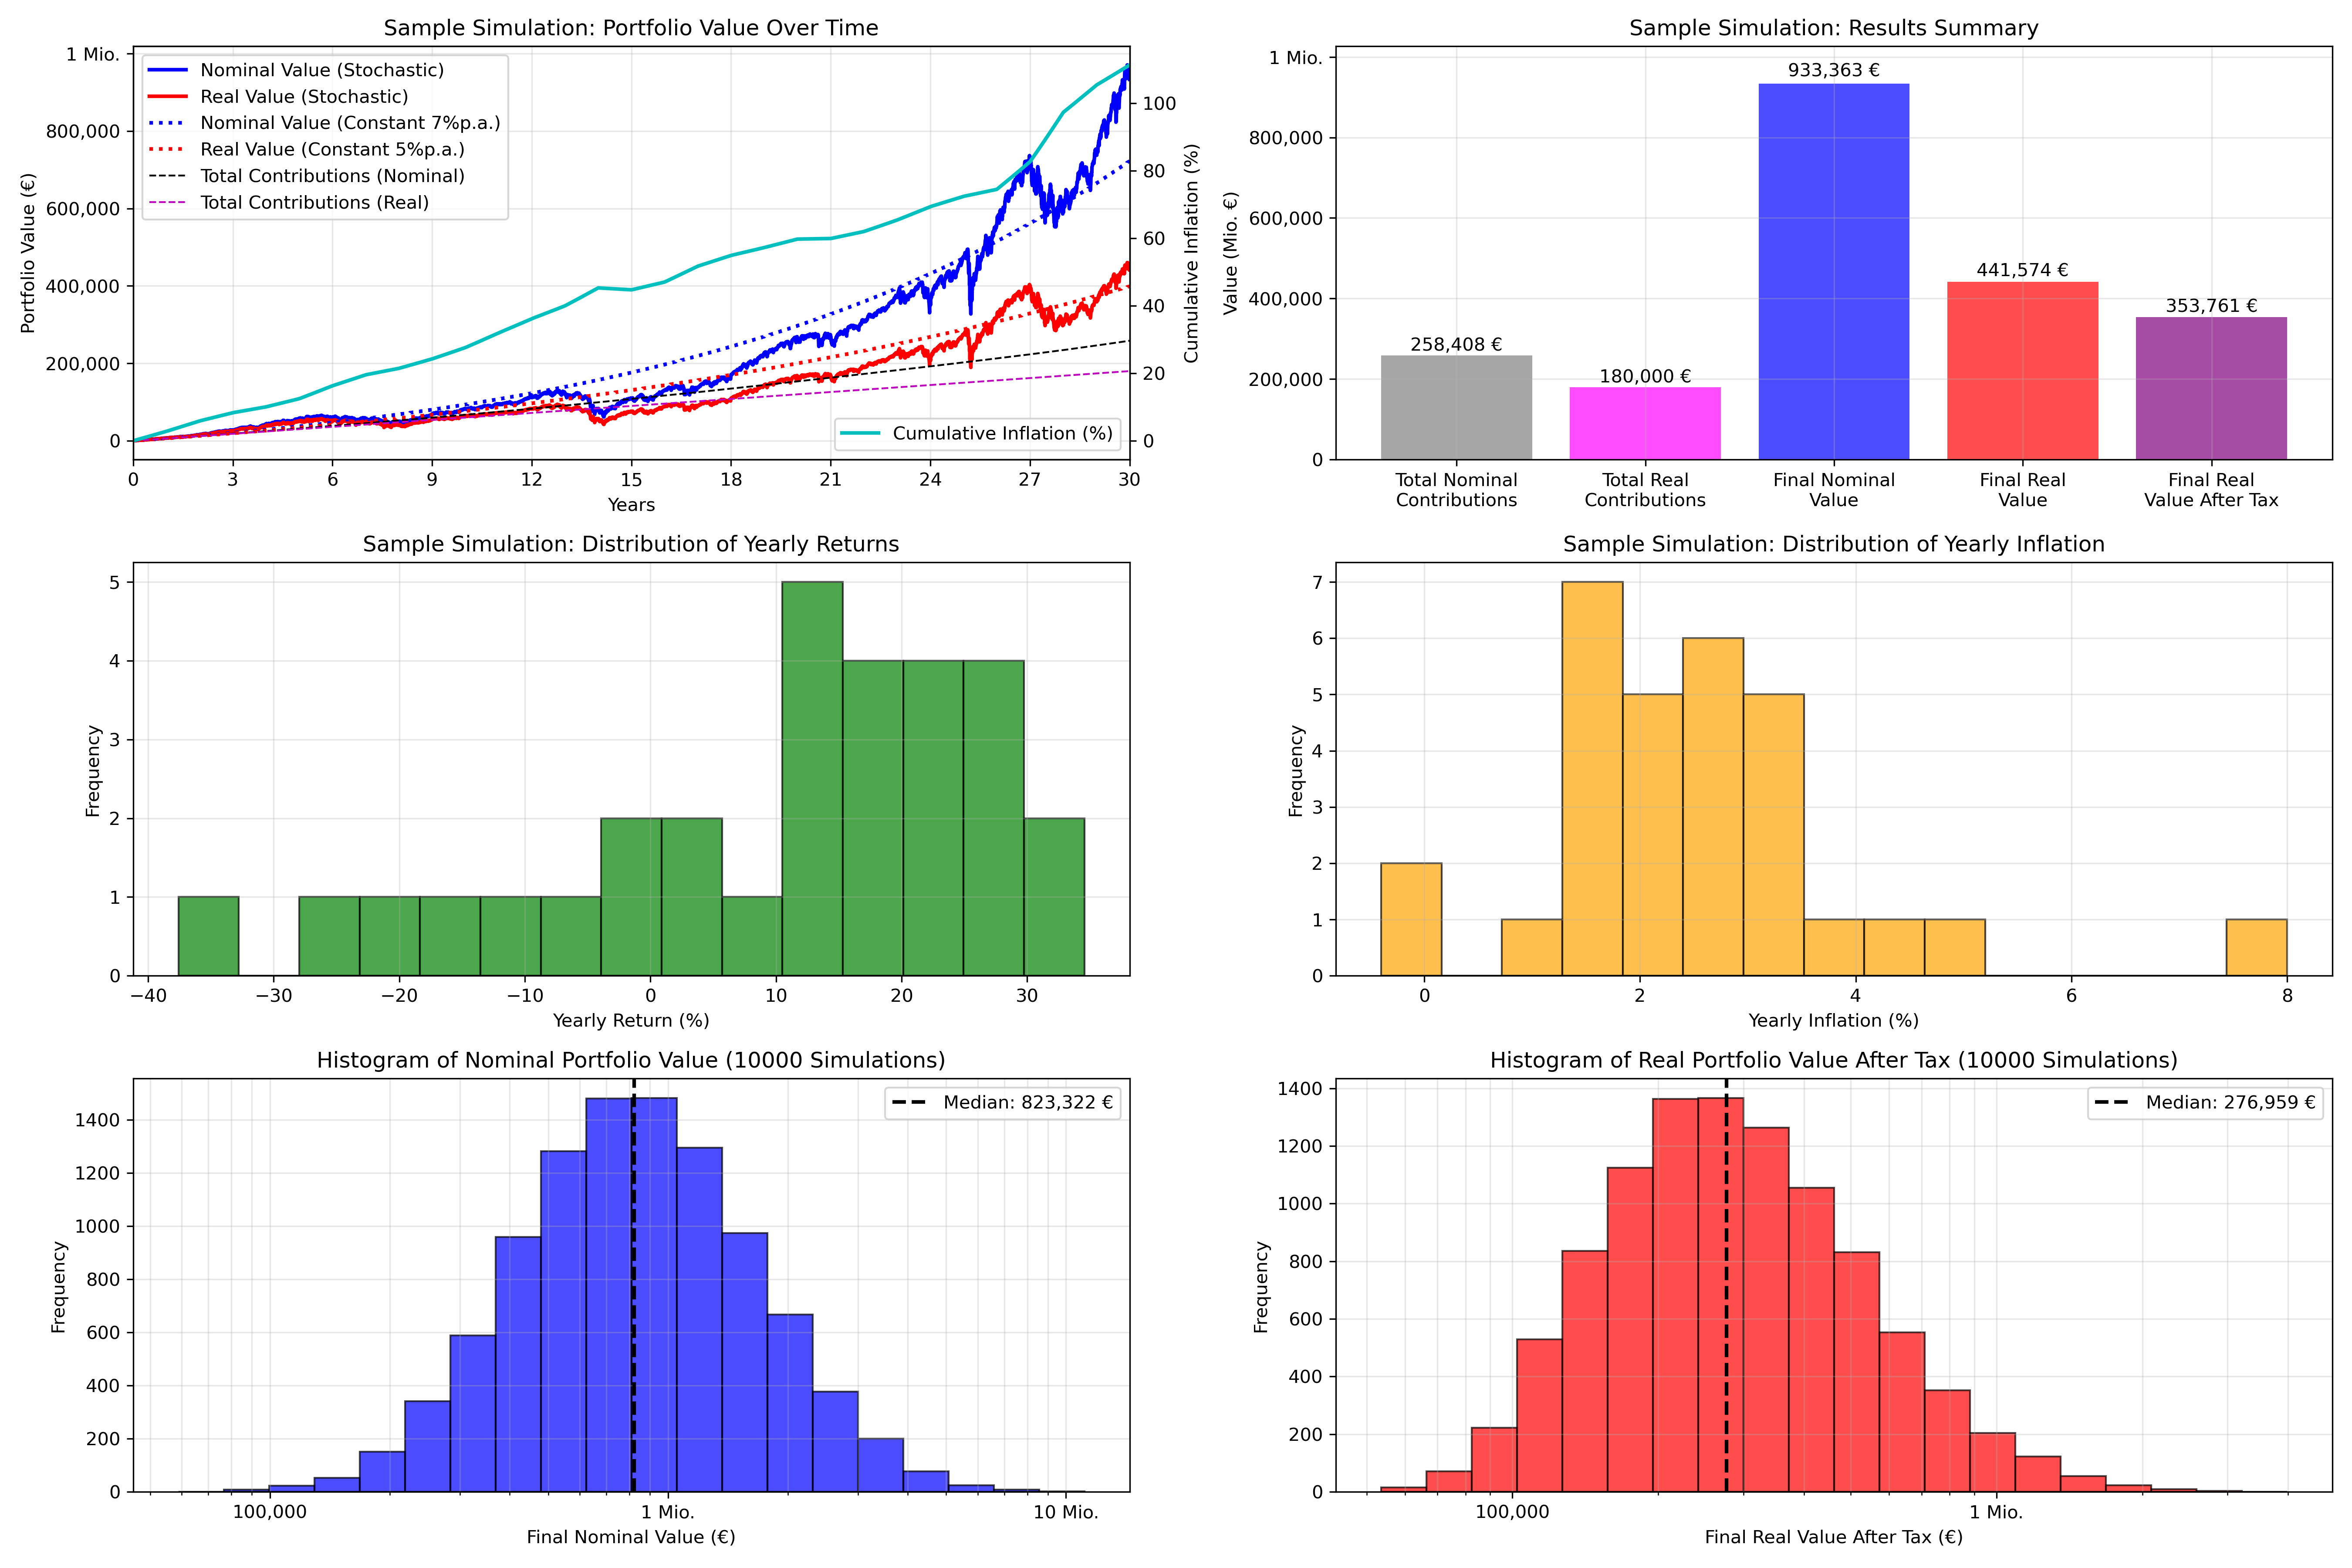 Sample Simulation: Portfolio Value Over Time
1 Mio.
800,000
600,000
400,000
200,000
0
Portfolio Value (€)
Nominal Value (Stochastic)
Real Value (Stochastic)
Nominal Value (Constant 7%p.a.)
Real Value (Constant 5%p.a.)
Total Contributions (Nominal)
Total Contributions (Real)
Cumulative Inflation (%)
100
80
60
40
20
0
Cumulative Inflation (%)
0 3 6 9 12 15 18 21 24 27 30
Years
Sample Simulation: Results Summary
1 Mio.
800,000
600,000
400,000
200,000
0
Value (Mio. €)
258,408 €
180,000 €
933,363 €
441,574 €
353,761 €
Total Nominal
Contributions
Total Real
Contributions
Final Nominal
Value
Final Real
Value
Final Real
Value After Tax
Sample Simulation: Distribution of Yearly Returns
5
4
3
2
1
0
Frequency
−40 −30 −20 −10 0 10 20 30
Yearly Return (%)
Sample Simulation: Distribution of Yearly Inflation
7
6
5
4
3
2
1
0
Frequency
0 2 4 6 8
Yearly Inflation (%)
Histogram of Nominal Portfolio Value (10000 Simulations)
1400
1200
1000
800
600
400
200
0
Frequency
Median: 823,322 €
100,000 1 Mio. 10 Mio.
Final Nominal Value (€)
Histogram of Real Portfolio Value After Tax (10000 Simulations)
1400
1200
1000
800
600
400
200
0
Frequency
Median: 276,959 €
100,000 1 Mio.
Final Real Value After Tax (€)